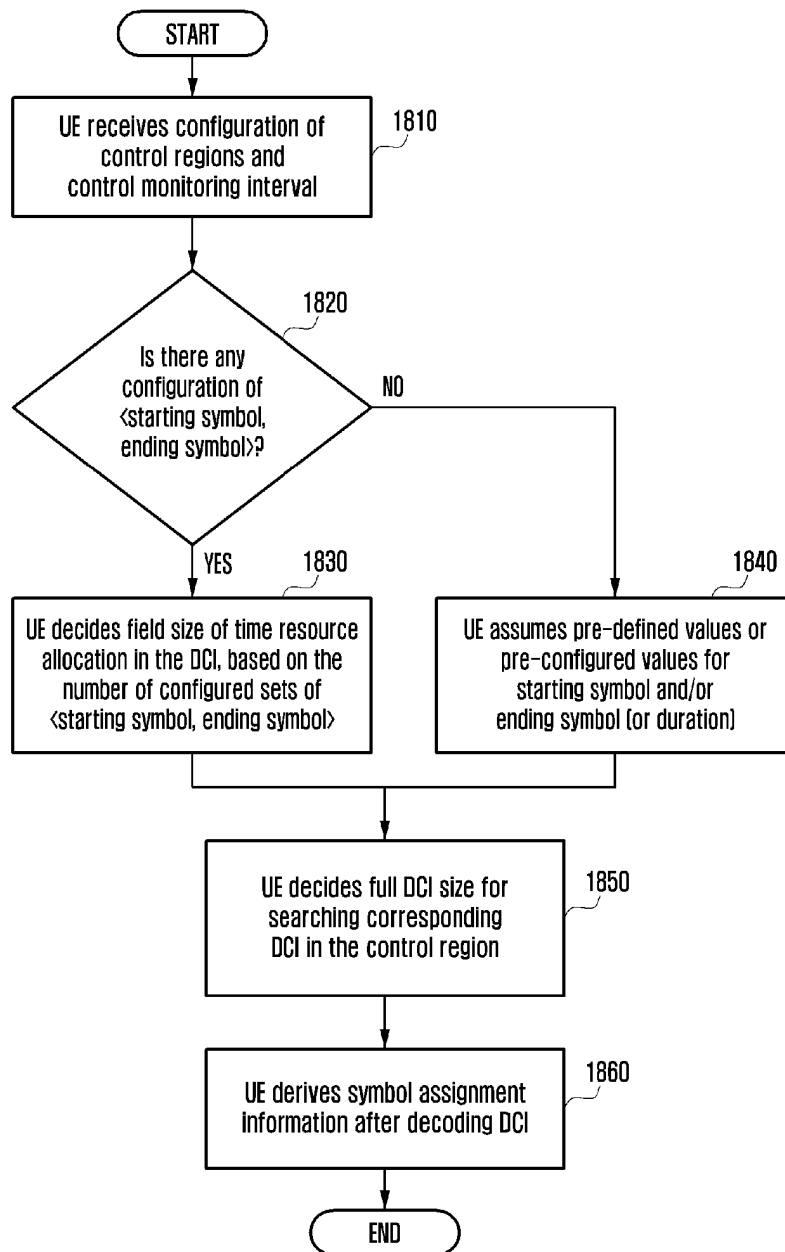 START
UE receives configuration of
control regions and
control monitoring interval
1810
Is there any
configuration of
<starting symbol,
ending symbol>?
1820
NO
YES
1830
UE decides field size of time resource
allocation in the DCI, based on the
number of configured sets of
<starting symbol, ending symbol>
1840
UE assumes pre-defined values or
pre-configured values for
starting symbol and/or
ending symbol (or duration)
UE decides full DCI size for
searching corresponding
DCI in the control region
1850
UE derives symbol assignment
information after decoding DCI
1860
END